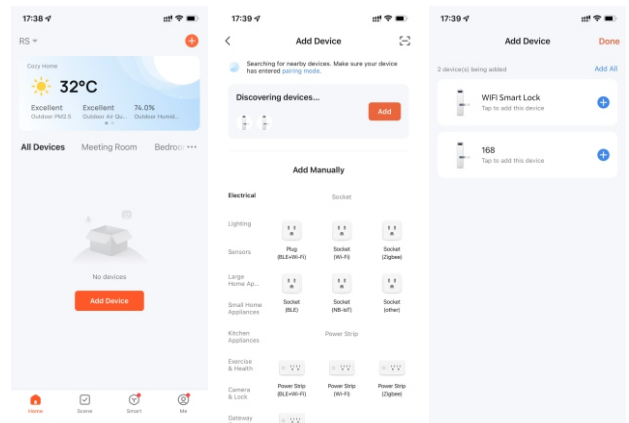 17:38
RS
Cozy Home
32°C
Excellent
Outdoor PM2.5
Excellent
Outdoor Air Qu...
74.0%
Outdoor Humid...
All Devices
Meeting Room
Bedroo
No devices
Add Device
Home
Scene
Smart
Me
17:39
Add Device
Searching for nearby devices. Make sure your device
has entered pairing mode.
Discovering devices...
Add
Add Manually
Electrical
Lighting
Sensors
Large
Home Ap...
Small Home
Appliances
Kitchen
Appliances
Exercise
& Health
Camera
& Lock
Gateway
Socket
Plug
(BLE+Wi-Fi)
Socket
(Wi-Fi)
Socket
(Zigbee)
Socket
(BLE)
Socket
(NB-IoT)
Socket
(other)
Power Strip
Power Strip
(BLE+Wi-Fi)
Power Strip
(Wi-Fi)
Power Strip
(Zigbee)
17:39
Add Device
Done
2 device(s) being added
Add All
WIFI Smart Lock
Tap to add this device
168
Tap to add this device